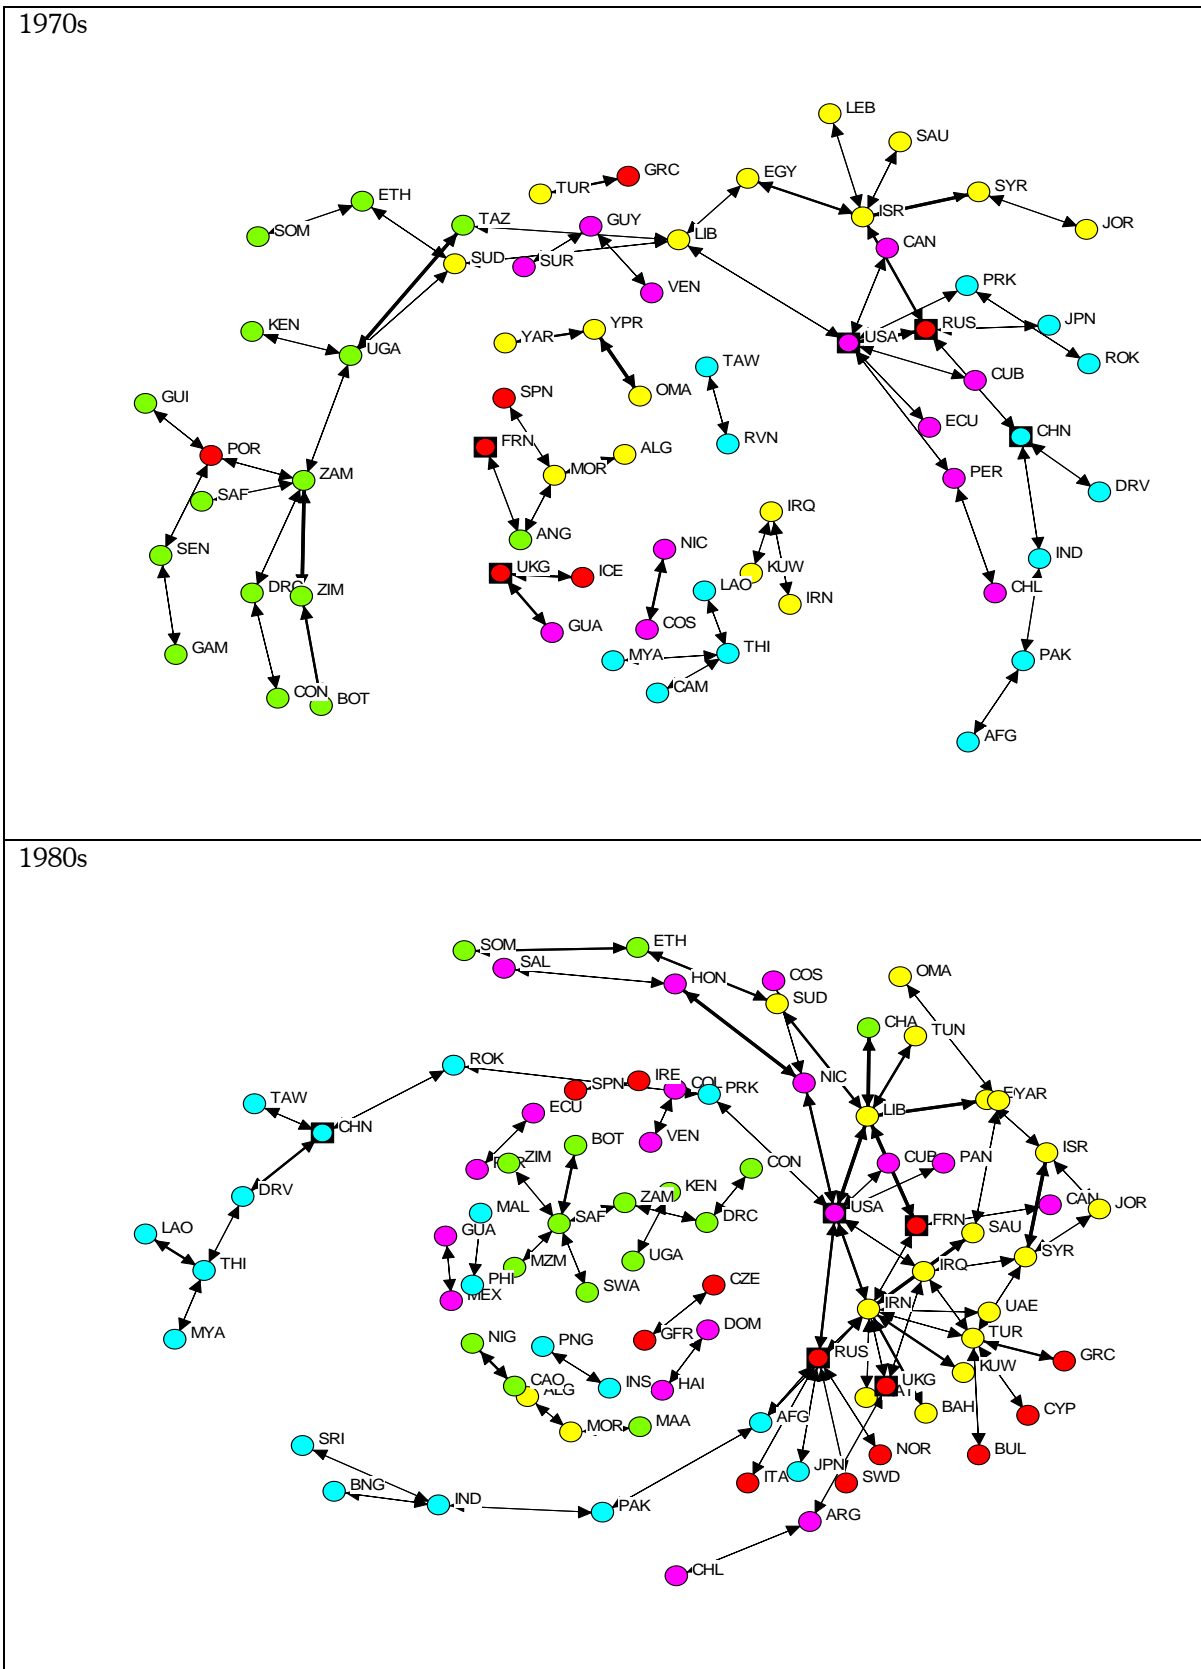 1970s
LEB
SAU
GRC
EGY
SYR
TUR
ETH
ISR
TAZ
GUY
JOR
SOM
LIB
CAN
SUD
SUR
VEN
PRK
KEN
YPR
RUS
JPN
UGA
YAR
USA
TAW
ROK
OMA
CUB
GUI
SPN
ECU
FRN
ALG
RVN
CHN
POR
MOR
ZAM
PER
DRV
SAF
IRQ
ANG
NIC
SEN
UKG
ICE
KUW
IND
LAO
ZIM
CHL
IRN
GUA
COS
GAM
MYA
THI
PAK
CON
CAM
BOT
AFG
1980s
SOM
ETH
SAL
HON
COS
OMA
SUD
CHA
TUN
ROK
NIC
SPN
IRE
PRK
YAR
TAW
ECU
LIB
CHN
VEN
BOT
ISR
ZIM
CON
CUB
PAN
DRV
KEN
ZAM
CAN
MAL
USA
JOR
LAO
GUA
SAF
DRC
FRN
SAU
THI
MZM
UGA
IRQ
SYR
PHI
SWA
CZE
MEX
IRN
UAE
MYA
NIG
PNG
GFR
DOM
TUR
RUS
KUW
GRC
CAO
INS
HAI
UKG
ALG
BAH
CYP
MOR
MAA
AFG
SRI
NOR
BUL
BNG
ITA
JPN
SWD
IND
PAK
ARG
CHL